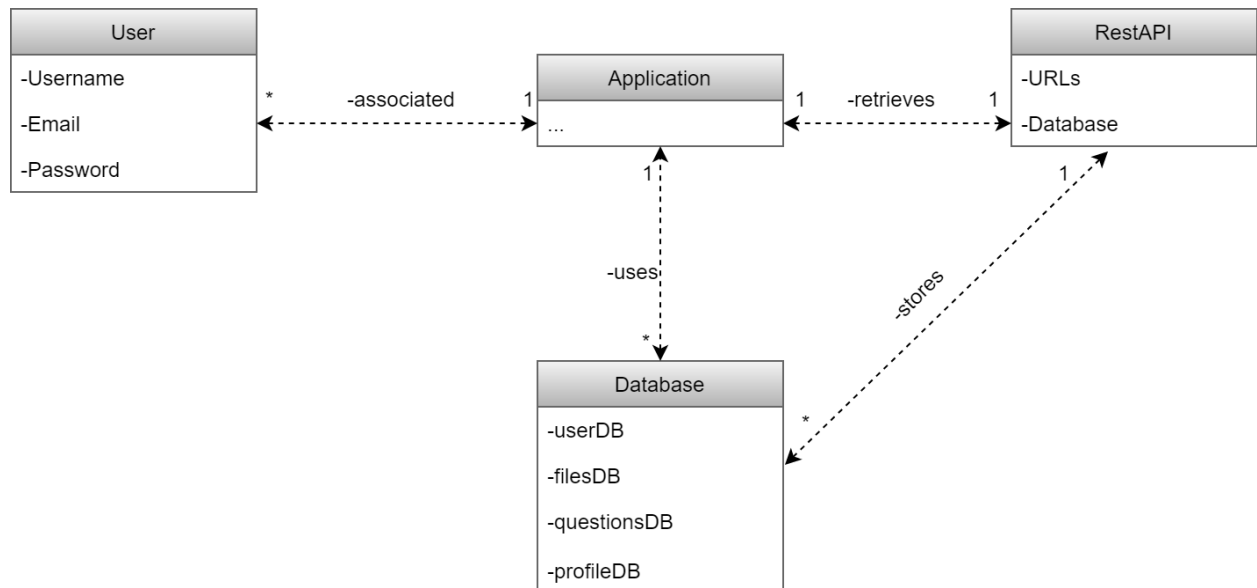 User
-Username
-Email
-Password
* -associated 1
Application
...
1 -retrieves 1
RestAPI
-URLs
-Database
1
-uses
*
1
-stores
*
Database
-userDB
-filesDB
-questionsDB
-profileDB